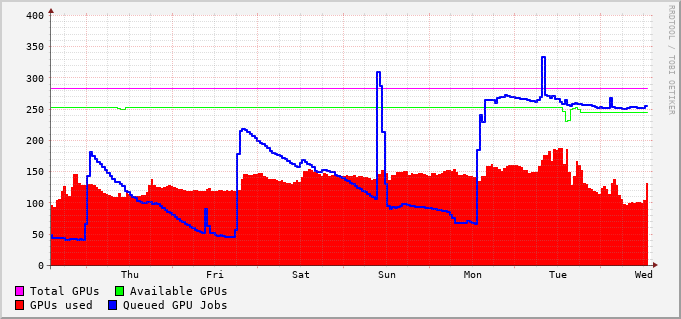 400
350
300
250
200
150
100
50
0
Thu Fri Sat Sun Mon Tue Wed
Total GPUs Available GPUs
GPUs used Queued GPU Jobs
RRDTOOL / TOBI OETIKER